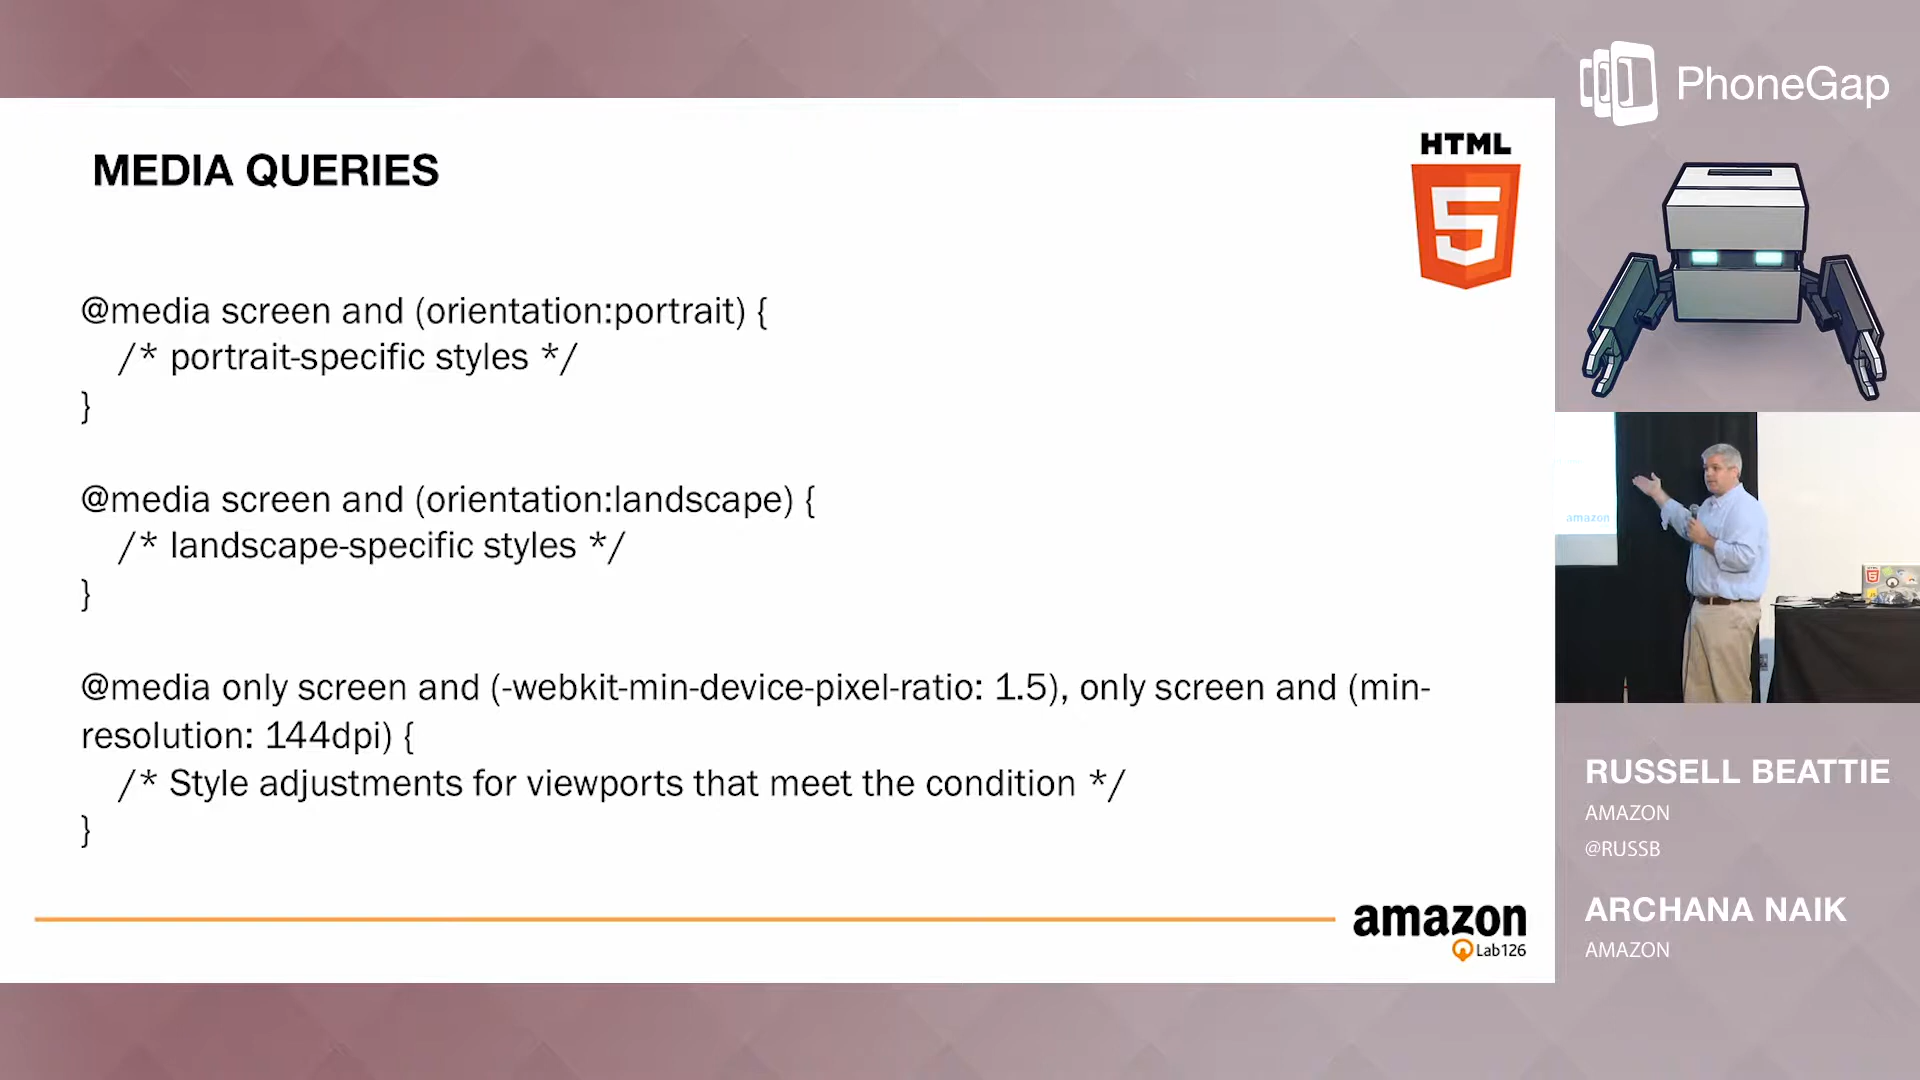 MEDIA QUERIES
HTML
5
@media screen and (orientation:portrait) {
/* portrait-specific styles */
}
@media screen and (orientation:landscape) {
/* landscape-specific styles */
}
@media only screen and (-webkit-min-device-pixel-ratio: 1.5), only screen and (min-
resolution: 144dpi) {
/* Style adjustments for viewports that meet the condition */
}
amazon
Lab126
PhoneGap
amazon
RUSSELL BEATTIE
AMAZON
@RUSSB
ARCHANA NAIK
AMAZON